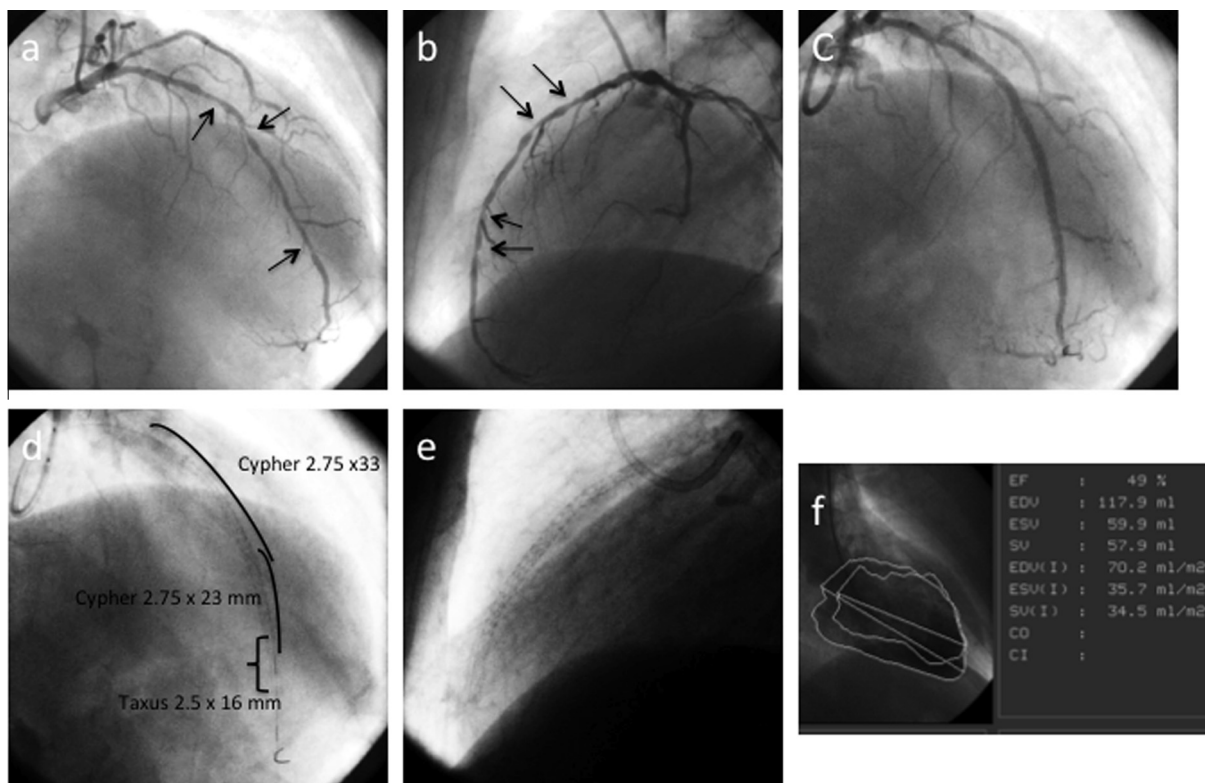 a
b
C
d
Cypher 2.75 x33
Cypher 2.75 x 23 mm
Taxus 2.5 x 16 mm
e
f
EF : 49 %
EDV : 117.9 ml
ESV : 59.9 ml
SV : 57.9 ml
EDV(I) : 70.2 ml/m2
ESV(I) : 35.7 ml/m2
SV(I) : 34.5 ml/m2
CO :
CI :